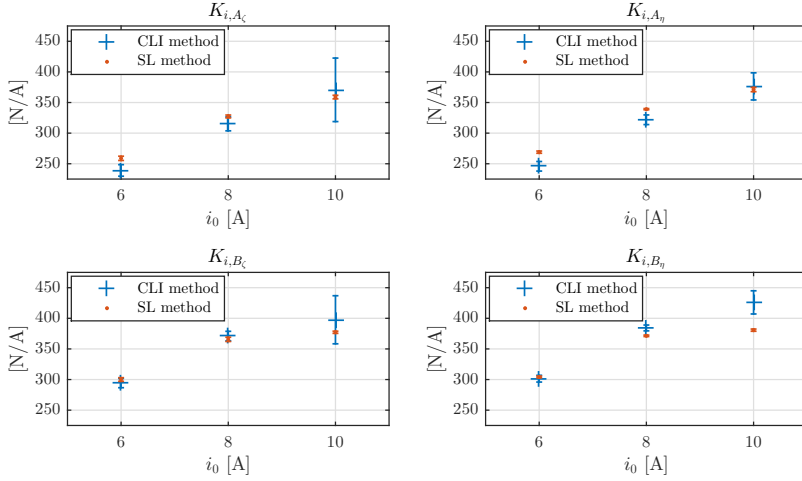 K_{i,A_ζ}
450
400
350
300
250
[N/A]
CLI method
SL method
6 8 10
i_0 [A]
K_{i,A_η}
450
400
350
300
250
[N/A]
CLI method
SL method
6 8 10
i_0 [A]
K_{i,B_ζ}
450
400
350
300
250
[N/A]
CLI method
SL method
6 8 10
i_0 [A]
K_{i,B_η}
450
400
350
300
250
[N/A]
CLI method
SL method
6 8 10
i_0 [A]